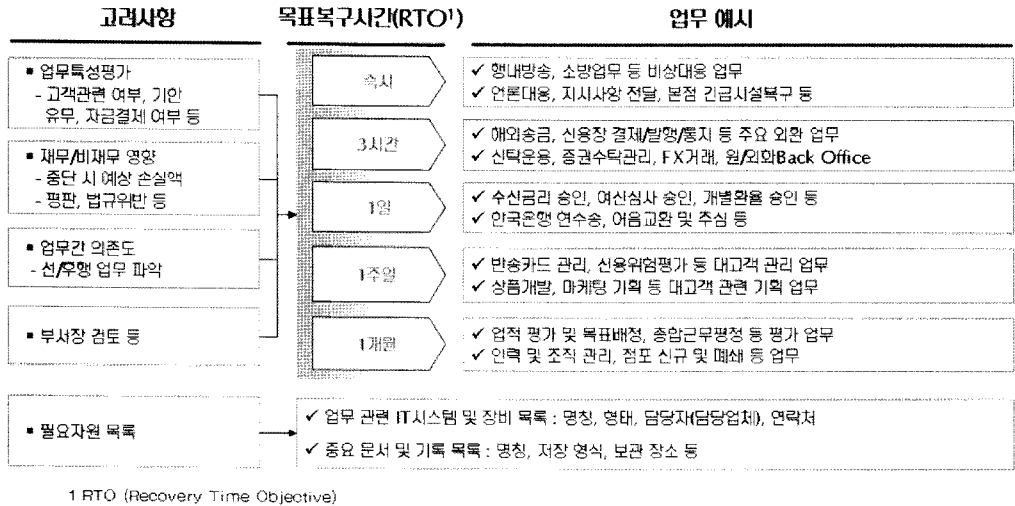 고려사항
목표복구시간(RTO¹)
업무 예시
▪ 업무특성평가
- 고객관련 여부, 기한
유무, 자금결제 여부 등
▪ 재무/비재무 영향
- 중단 시 예상 손실액
- 평판, 법규위반 등
▪ 업무간 의존도
- 선/후행 업무 파악
▪ 부서장 검토 등
즉시
✓ 행내방송, 소방업무 등 비상대응 업무
✓ 언론대응, 지시사항 전달, 본점 긴급시설복구 등
3시간
✓ 해외송금, 신용장 결제/발행/통지 등 주요 외환 업무
✓ 신탁운용, 증권수탁관리, FX거래, 원/외화Back Office
1일
✓ 수신금리 승인, 여신심사 승인, 개별환율 승인 등
✓ 한국은행 현수송, 어음교환 및 추심 등
1주일
✓ 반송카드 관리, 신용위험평가 등 대고객 관리 업무
✓ 상품개발, 마케팅 기획 등 대고객 관련 기획 업무
1개월
✓ 업적 평가 및 목표배정, 종합근무평정 등 평가 업무
✓ 인력 및 조직 관리, 점포 신규 및 폐쇄 등 업무
▪ 필요자원 목록
✓ 업무 관련 IT시스템 및 장비 목록 : 명칭, 형태, 담당자(담당업체), 연락처
✓ 중요 문서 및 기록 목록 : 명칭, 저장 형식, 보관 장소 등
1 RTO (Recovery Time Objective)